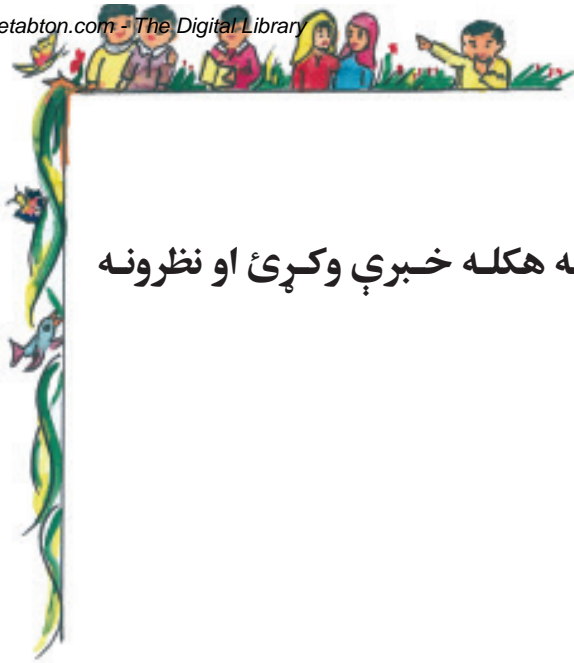 etabton.com - The Digital Library
ه هکله خبرې وکړئ او نظرونه